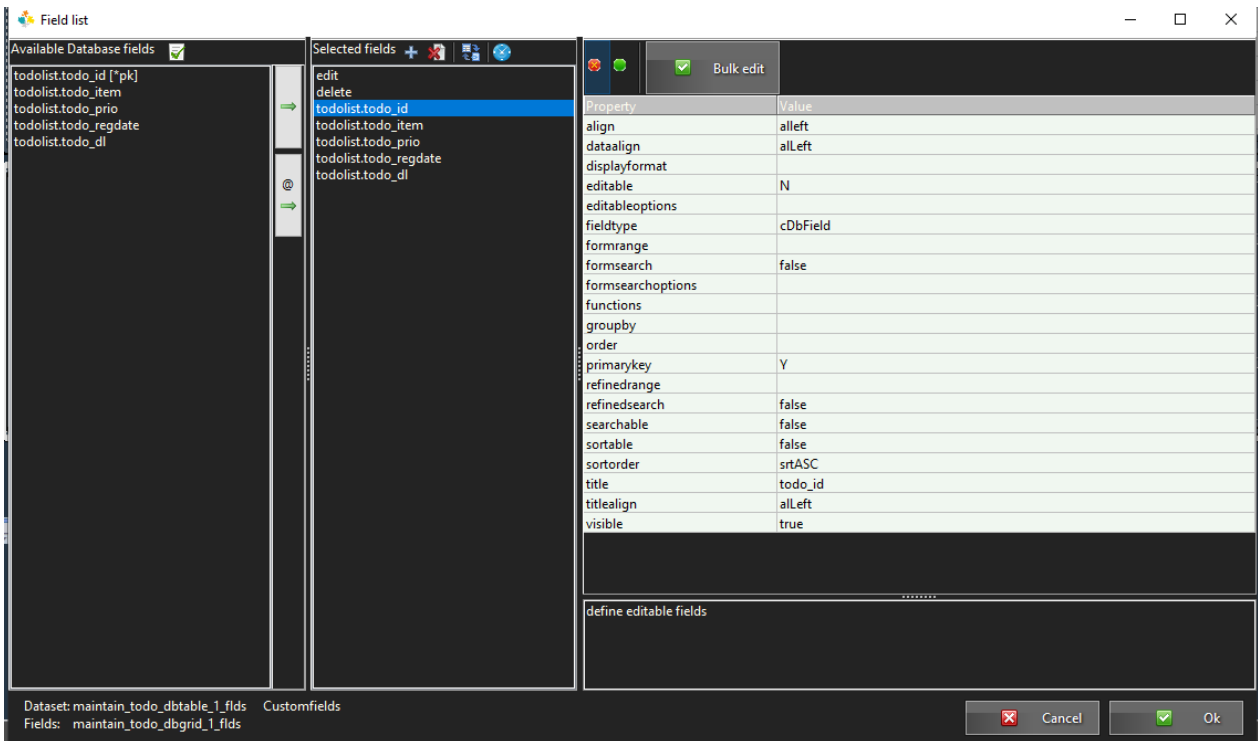 Field list
Available Database fields
todolist.todo_id [*pk]
todolist.todo_item
todolist.todo_prio
todolist.todo_regdate
todolist.todo_dl
@
Selected fields
edit
delete
todolist.todo_id
todolist.todo_item
todolist.todo_prio
todolist.todo_regdate
todolist.todo_dl
Bulk edit
Property Value
align alleft
dataalign alLeft
displayformat
editable N
editableoptions
fieldtype cDbField
formrange
formsearch false
formsearchoptions
functions
groupby
order
primarykey Y
refinedrange
refinedsearch false
searchable false
sortable false
sortorder srtASC
title todo_id
titlealign alLeft
visible true
define editable fields
Dataset: maintain_todo_dbtable_1_flds Customfields
Fields: maintain_todo_dbgrid_1_flds
Cancel
Ok